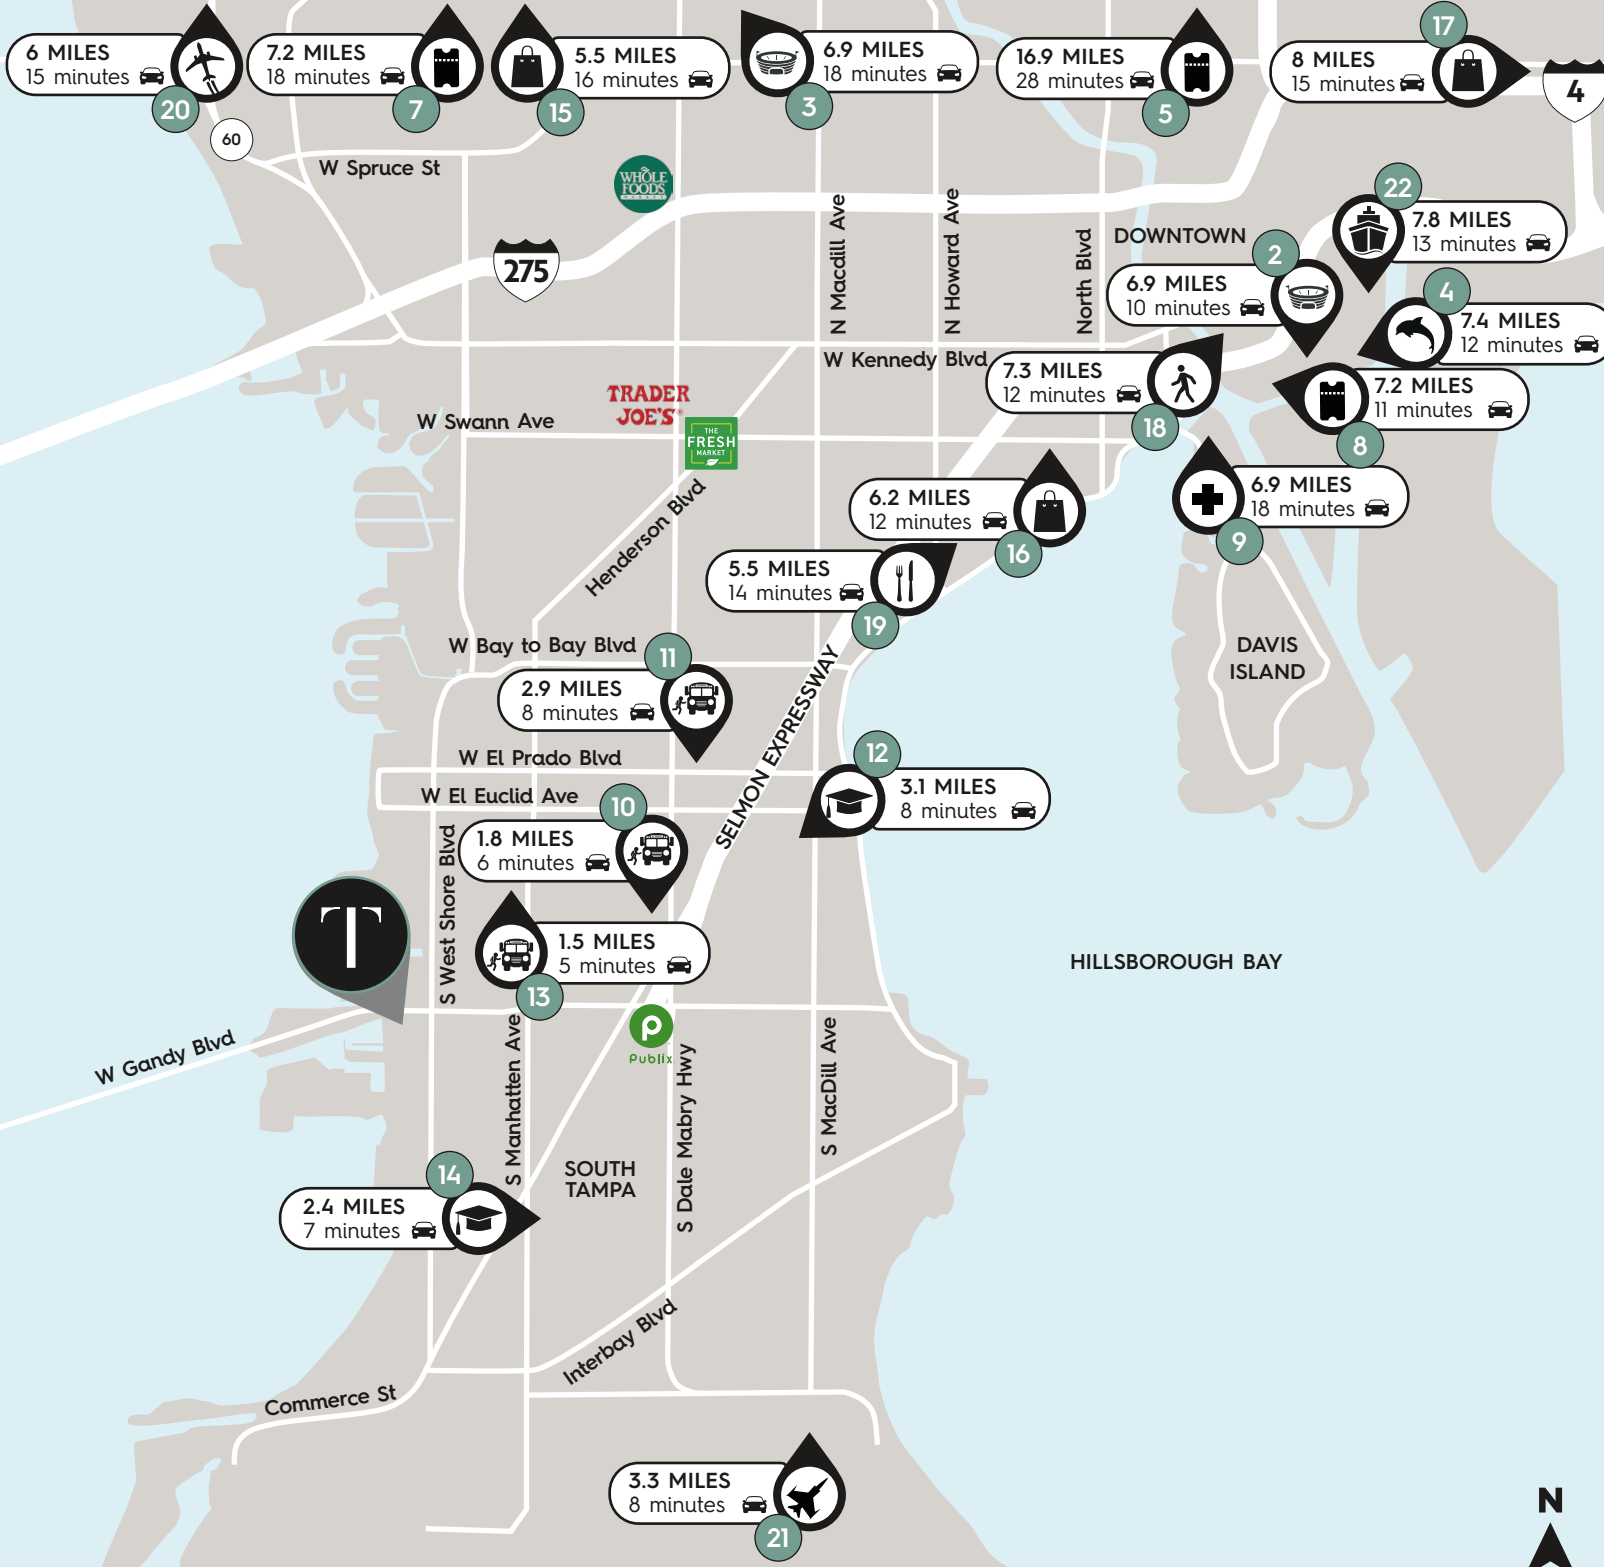 6 MILES
15 minutes
20
7.2 MILES
18 minutes
7
5.5 MILES
16 minutes
15
6.9 MILES
18 minutes
3
16.9 MILES
28 minutes
5
17
8 MILES
15 minutes
4
60
W Spruce St
WHOLE
FOODS
MARKET
275
N Macdill Ave
N Howard Ave
North Blvd
DOWNTOWN
22
7.8 MILES
13 minutes
2
6.9 MILES
10 minutes
4
7.4 MILES
12 minutes
W Kennedy Blvd
7.3 MILES
12 minutes
18
7.2 MILES
11 minutes
8
TRADER
JOE'S
W Swann Ave
THE
FRESH
MARKET
Henderson Blvd
6.2 MILES
12 minutes
16
6.9 MILES
18 minutes
9
5.5 MILES
14 minutes
19
W Bay to Bay Blvd
11
2.9 MILES
8 minutes
DAVIS
ISLAND
SELMON EXPRESSWAY
W El Prado Blvd
W El Euclid Ave
12
3.1 MILES
8 minutes
10
1.8 MILES
6 minutes
S West Shore Blvd
T
1.5 MILES
5 minutes
13
HILLSBOROUGH BAY
W Gandy Blvd
P
Publix
S Manhatten Ave
S Dale Mabry Hwy
S MacDill Ave
14
2.4 MILES
7 minutes
SOUTH
TAMPA
Interbay Blvd
Commerce St
3.3 MILES
8 minutes
21
N